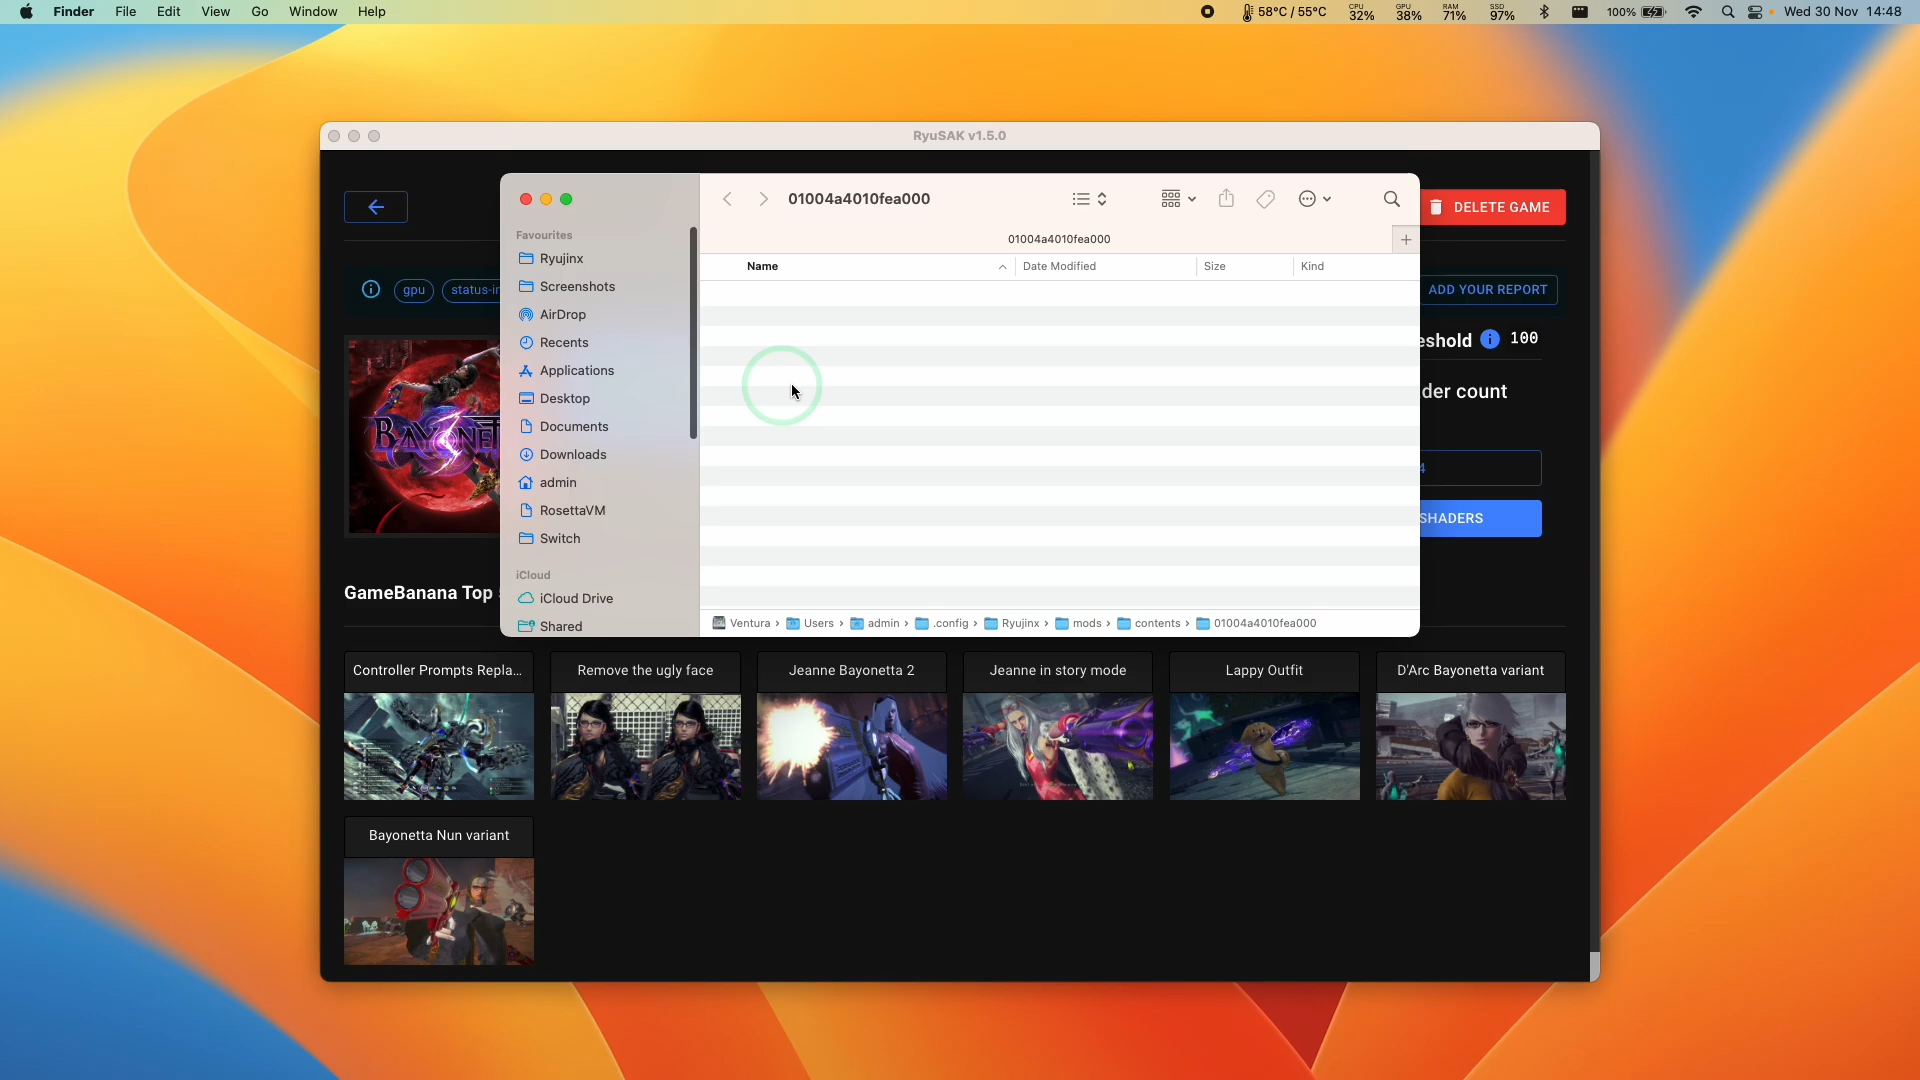 Finder File Edit View Go Window Help
58°C / 55°C CPU 32% GPU 38% RAM 71% SSD 97% 100% Wed 30 Nov 14:48
RyuSAK v1.5.0
DELETE GAME
gpu
ADD YOUR REPORT
eshold 100
der count
SHADERS
GameBanana Top
01004a4010fea000
01004a4010fea000
Name Date Modified Size Kind
Favourites
Ryujinx
Screenshots
AirDrop
Recents
Applications
Desktop
Documents
Downloads
admin
RosettaVM
Switch
iCloud
iCloud Drive
Shared
Ventura › Users › admin › .config › Ryujinx › mods › contents › 01004a4010fea000
Controller Prompts Repla...
Remove the ugly face
Jeanne Bayonetta 2
Jeanne in story mode
Lappy Outfit
D'Arc Bayonetta variant
Bayonetta Nun variant